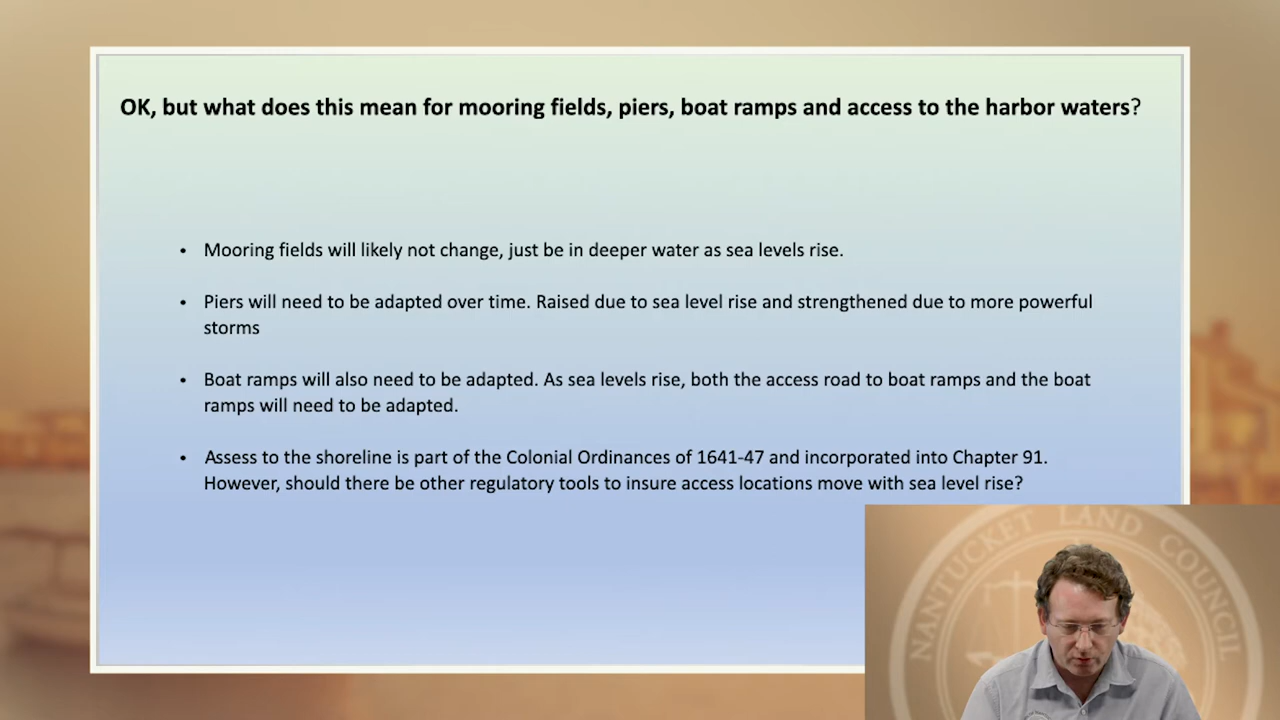 OK, but what does this mean for mooring fields, piers, boat ramps and access to the harbor waters?
• Mooring fields will likely not change, just be in deeper water as sea levels rise.
• Piers will need to be adapted over time. Raised due to sea level rise and strengthened due to more powerful
storms
• Boat ramps will also need to be adapted. As sea levels rise, both the access road to boat ramps and the boat
ramps will need to be adapted.
• Assess to the shoreline is part of the Colonial Ordinances of 1641-47 and incorporated into Chapter 91.
However, should there be other regulatory tools to insure access locations move with sea level rise?
NANTUCKET LAND COUNCIL